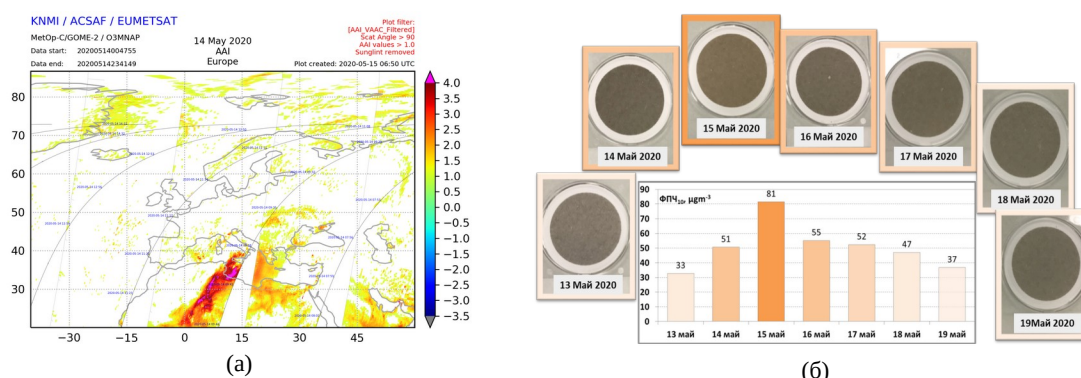 (a)
KNMI / ACSAF / EUMETSAT
MetOp-C/GOME-2 / O3MNAP
Data start: 20200514004755
Data end: 20200514234149
14 May 2020
AAI
Europe
Plot filter:
[AAI_VAAC_Filtered]
Scat Angle > 90
AAI values > 1.0
Sunglint removed
Plot created: 2020-05-15 06:50 UTC
80
70
60
50
40
30
−30
−15
0
15
30
45
4.0
3.5
3.0
2.5
2.0
1.5
1.0
0.5
0.0
−0.5
−1.0
−1.5
−2.0
−2.5
−3.0
−3.5
(а)
б)
13 Май 2020
14 Май 2020
15 Май 2020
16 Май 2020
17 Май 2020
18 Май 2020
19Май 2020
ФПЧ₁₀, µgm⁻³
90
80
70
60
50
40
30
20
10
0
33
51
81
55
52
47
37
13 май
14 май
15 май
16 май
17 май
18 май
19 май
(б)